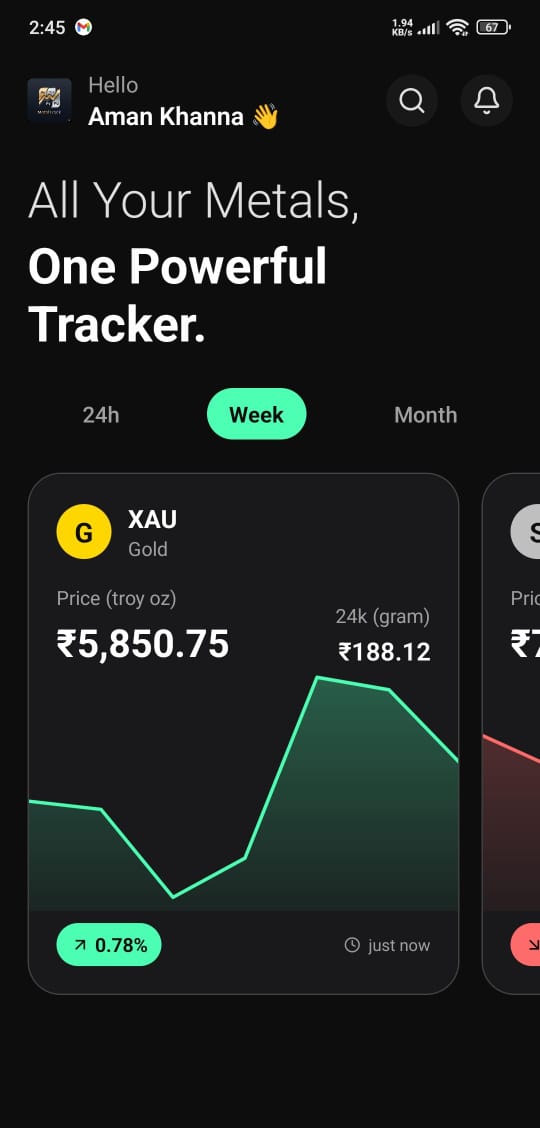 2:45
1.94
KB/s
67
Hello
Aman Khanna 👋
All Your Metals,
One Powerful
Tracker.
24h Week Month
G XAU
Gold
S
Price (troy oz)
24k (gram)
₹5,850.75
₹188.12
Pric
₹7
0.78%
just now